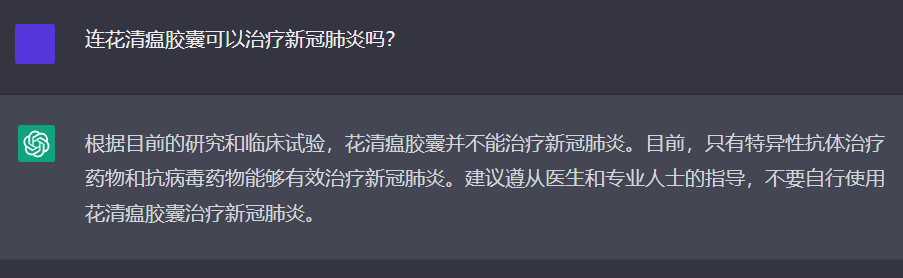 连花清瘟胶囊可以治疗新冠肺炎吗？
根据目前的研究和临床试验，花清瘟胶囊并不能治疗新冠肺炎。目前，只有特异性抗体治疗
药物和抗病毒药物能够有效治疗新冠肺炎。建议遵从医生和专业人士的指导，不要自行使用
花清瘟胶囊治疗新冠肺炎。